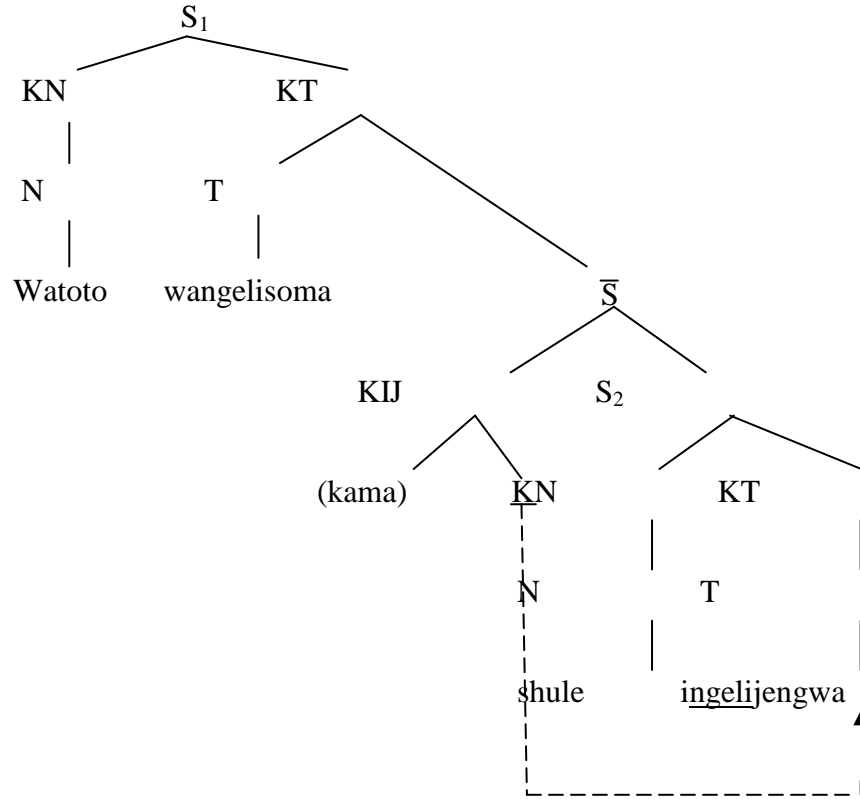 S₁
KN KT
N T
Watoto wangelisoma
S̅
KIJ S₂
(kama) KN KT
N T
shule ingelijengwa